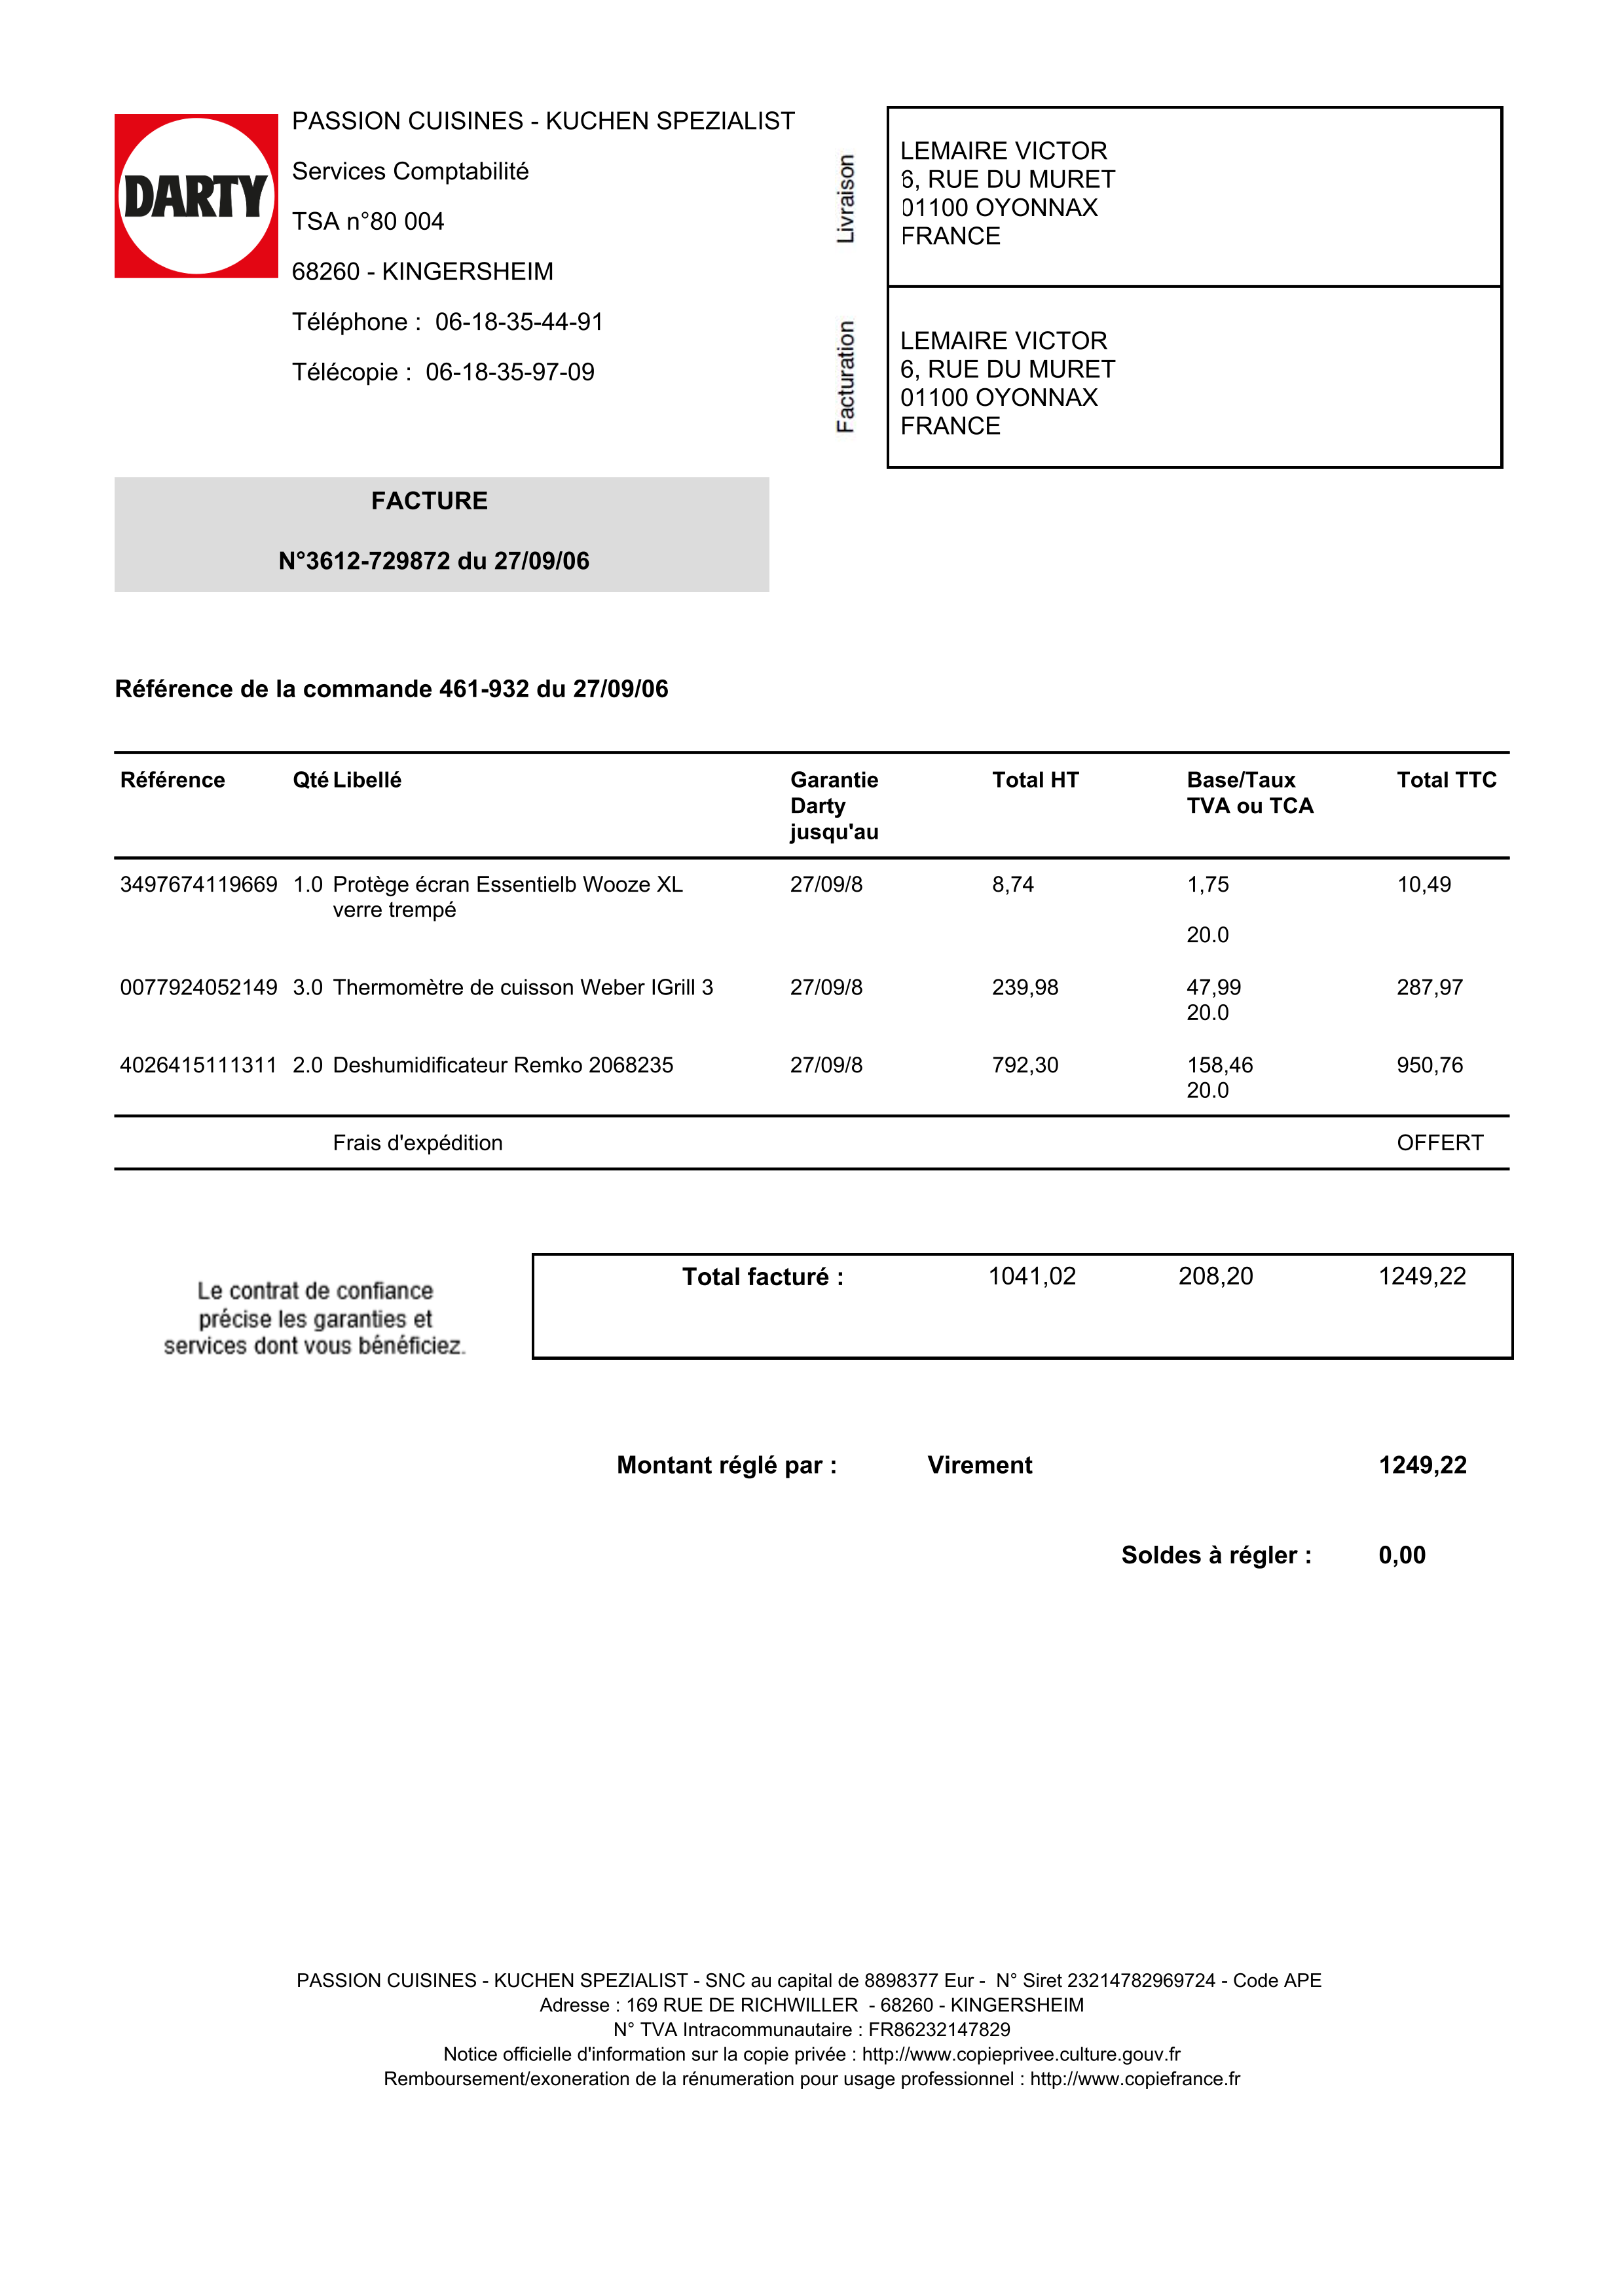 DARTY
PASSION CUISINES - KUCHEN SPEZIALIST
Services Comptabilité
TSA n°80 004
68260 - KINGERSHEIM
Téléphone : 06-18-35-44-91
Télécopie : 06-18-35-97-09
Livraison
LEMAIRE VICTOR
6, RUE DU MURET
01100 OYONNAX
FRANCE
Facturation
LEMAIRE VICTOR
6, RUE DU MURET
01100 OYONNAX
FRANCE
FACTURE
N°3612-729872 du 27/09/06
Référence de la commande 461-932 du 27/09/06
Référence Qté Libellé Garantie Total HT Base/Taux Total TTC
Darty TVA ou TCA
jusqu'au
3497674119669 1.0 Protège écran Essentielb Wooze XL 27/09/8 8,74 1,75 10,49
verre trempé
20.0
0077924052149 3.0 Thermomètre de cuisson Weber IGrill 3 27/09/8 239,98 47,99 287,97
20.0
4026415111311 2.0 Deshumidificateur Remko 2068235 27/09/8 792,30 158,46 950,76
20.0
Frais d'expédition OFFERT
Le contrat de confiance
précise les garanties et
services dont vous bénéficiez.
Total facturé : 1041,02 208,20 1249,22
Montant réglé par : Virement 1249,22
Soldes à régler : 0,00
PASSION CUISINES - KUCHEN SPEZIALIST - SNC au capital de 8898377 Eur - N° Siret 23214782969724 - Code APE
Adresse : 169 RUE DE RICHWILLER - 68260 - KINGERSHEIM
N° TVA Intracommunautaire : FR86232147829
Notice officielle d'information sur la copie privée : http://www.copieprivee.culture.gouv.fr
Remboursement/exoneration de la rénumeration pour usage professionnel : http://www.copiefrance.fr